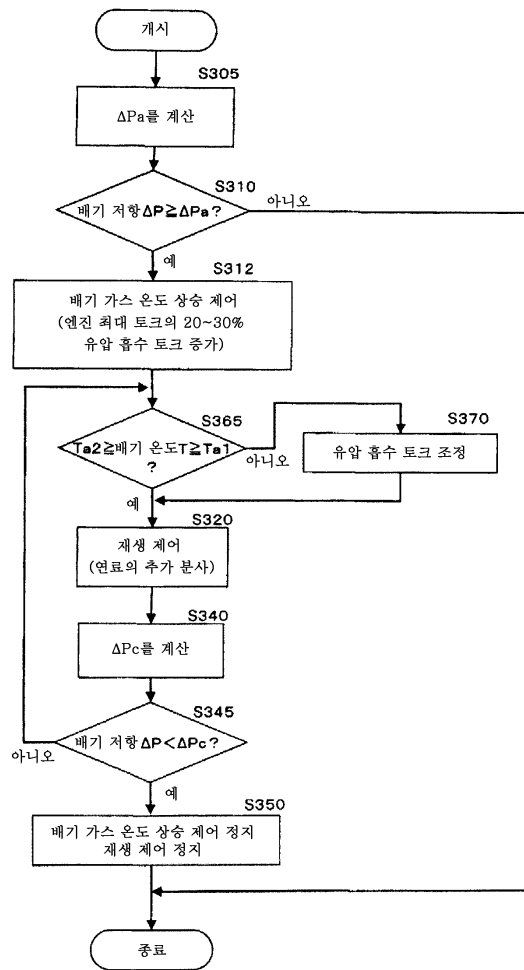 개시
S305
ΔPa를 계산
S310
배기 저항 ΔP≧ΔPa?
아니오
예
S312
배기 가스 온도 상승 제어
(엔진 최대 토크의 20~30%
유압 흡수 토크 증가)
S365
Ta2≧배기 온도T≧Ta1
?
아니오
S370
유압 흡수 토크 조정
예
S320
재생 제어
(연료의 추가 분사)
S340
ΔPc를 계산
S345
배기 저항 ΔP<ΔPc?
아니오
예
S350
배기 가스 온도 상승 제어 정지
재생 제어 정지
종료